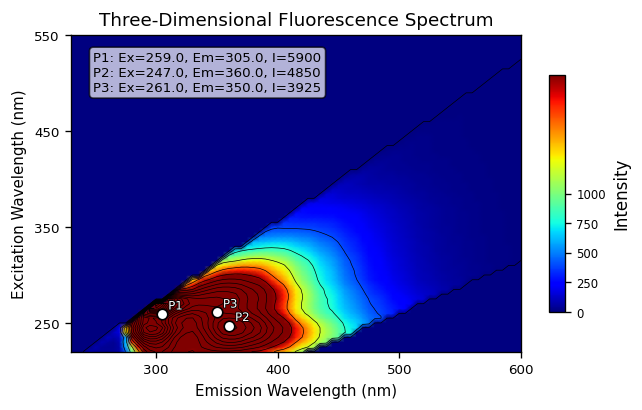 Three-Dimensional Fluorescence Spectrum
550
450
350
250
Excitation Wavelength (nm)
P1: Ex=259.0, Em=305.0, I=5900
P2: Ex=247.0, Em=360.0, I=4850
P3: Ex=261.0, Em=350.0, I=3925
P1
P3
P2
300
400
500
600
Emission Wavelength (nm)
1000
750
500
250
0
Intensity